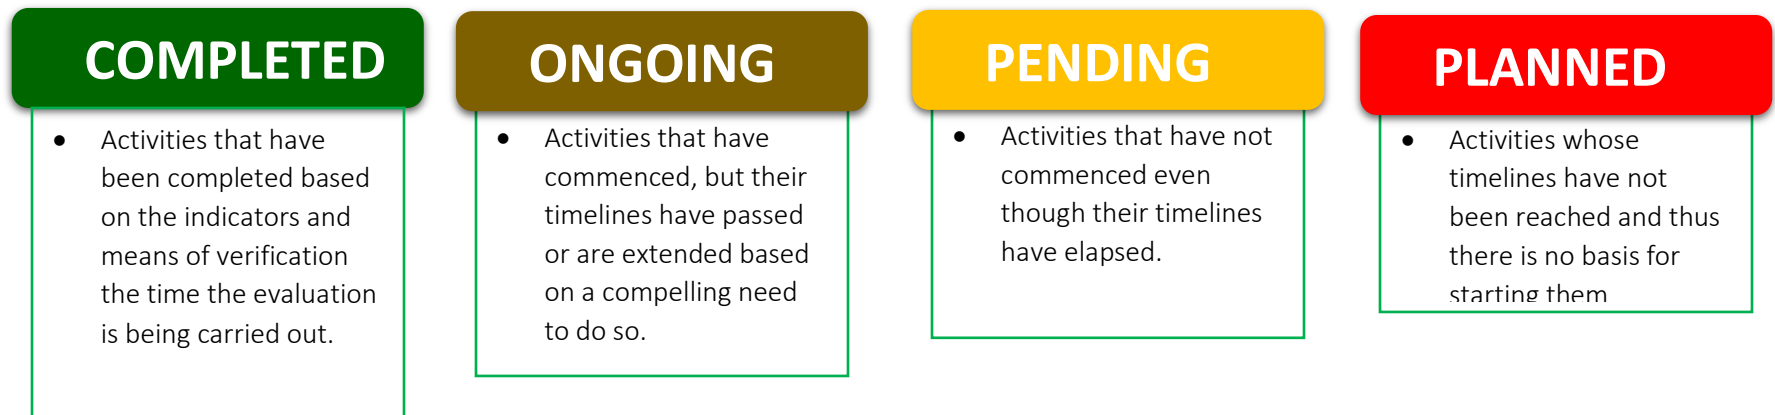 COMPLETED
• Activities that have
been completed based
on the indicators and
means of verification
the time the evaluation
is being carried out.
ONGOING
• Activities that have
commenced, but their
timelines have passed
or are extended based
on a compelling need
to do so.
PENDING
• Activities that have not
commenced even
though their timelines
have elapsed.
PLANNED
• Activities whose
timelines have not
been reached and thus
there is no basis for
starting them